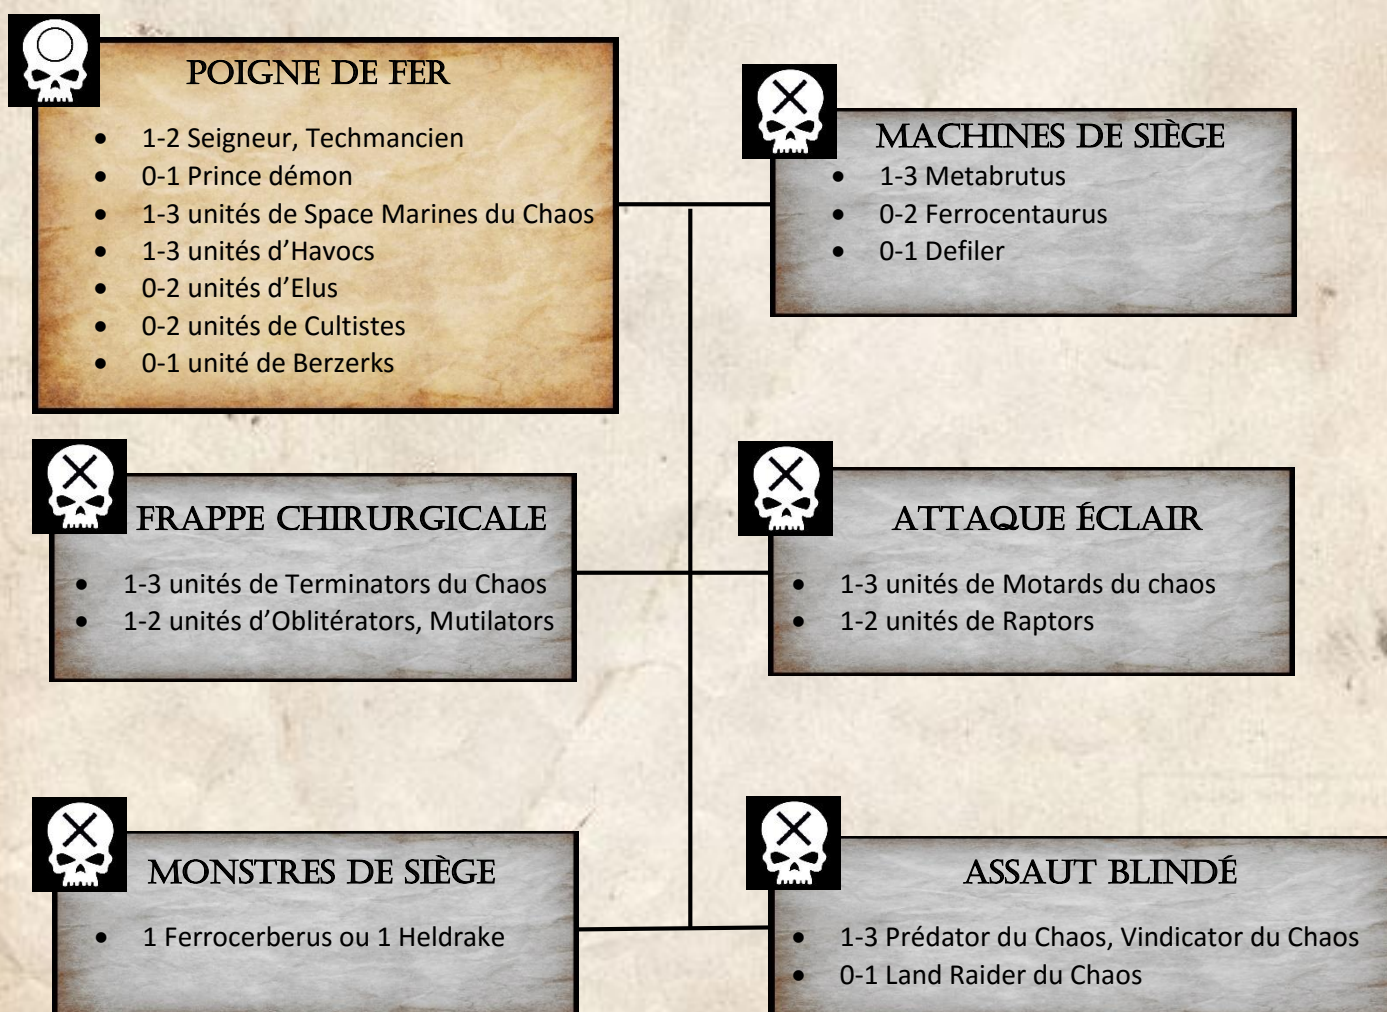 POIGNE DE FER
• 1-2 Seigneur, Techmancien
• 0-1 Prince démon
• 1-3 unités de Space Marines du Chaos
• 1-3 unités d’Havocs
• 0-2 unités d’Elus
• 0-2 unités de Cultistes
• 0-1 unité de Berzerks
MACHINES DE SIÈGE
• 1-3 Metabrutus
• 0-2 Ferrocentaurus
• 0-1 Defiler
FRAPPE CHIRURGICALE
• 1-3 unités de Terminators du Chaos
• 1-2 unités d’Oblitérators, Mutilators
ATTAQUE ÉCLAIR
• 1-3 unités de Motards du chaos
• 1-2 unités de Raptors
MONSTRES DE SIÈGE
• 1 Ferrocerberus ou 1 Heldrake
ASSAUT BLINDÉ
• 1-3 Prédator du Chaos, Vindicator du Chaos
• 0-1 Land Raider du Chaos